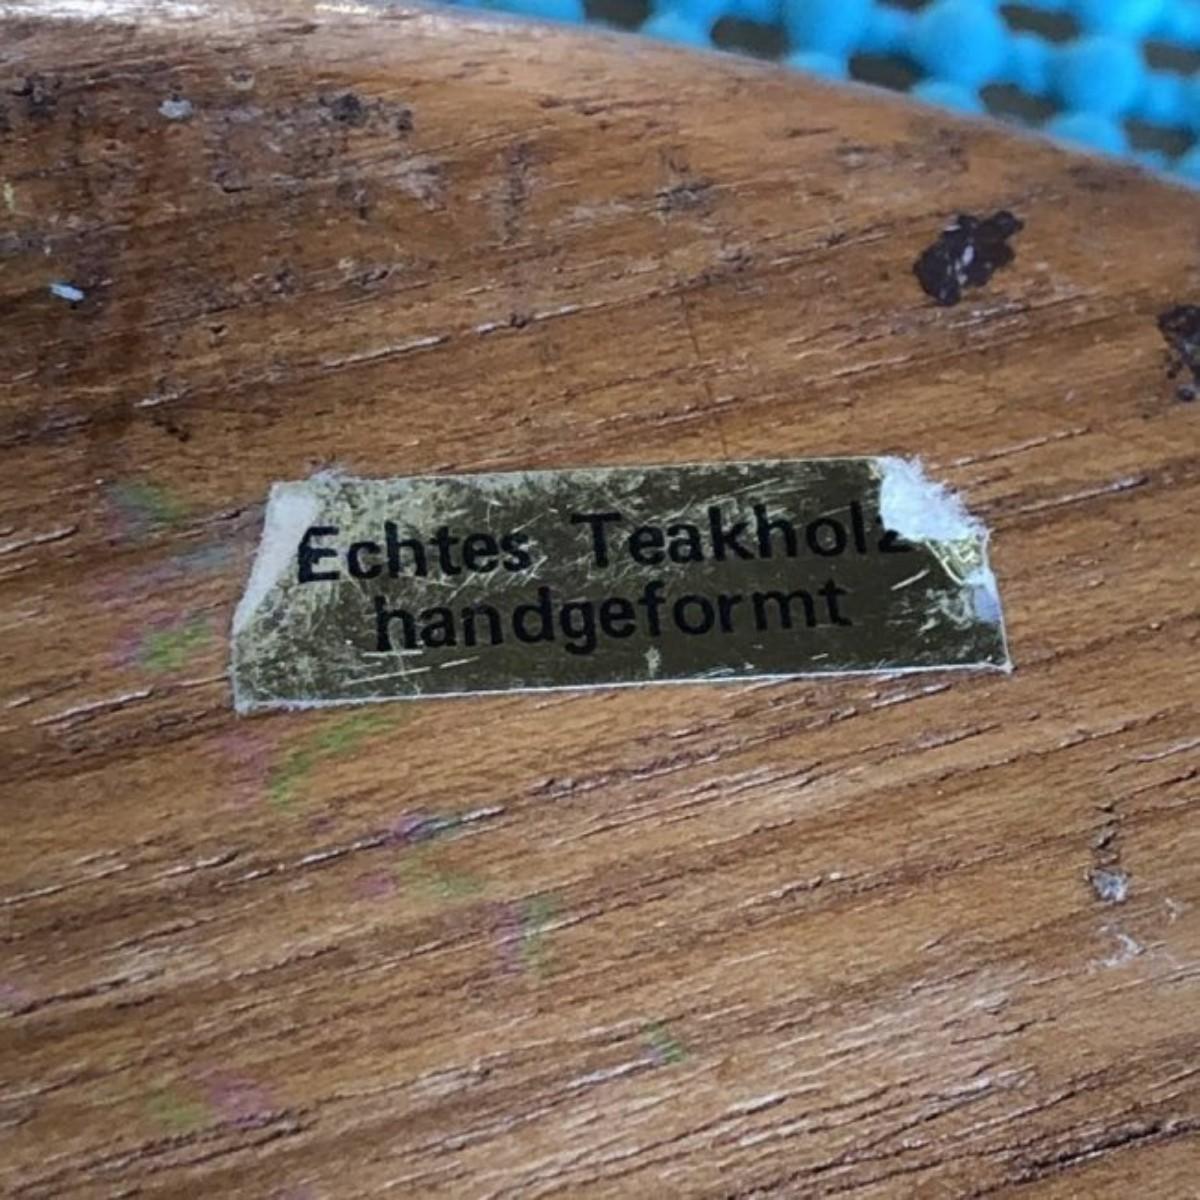 Echtes Teakholz
handgeformt